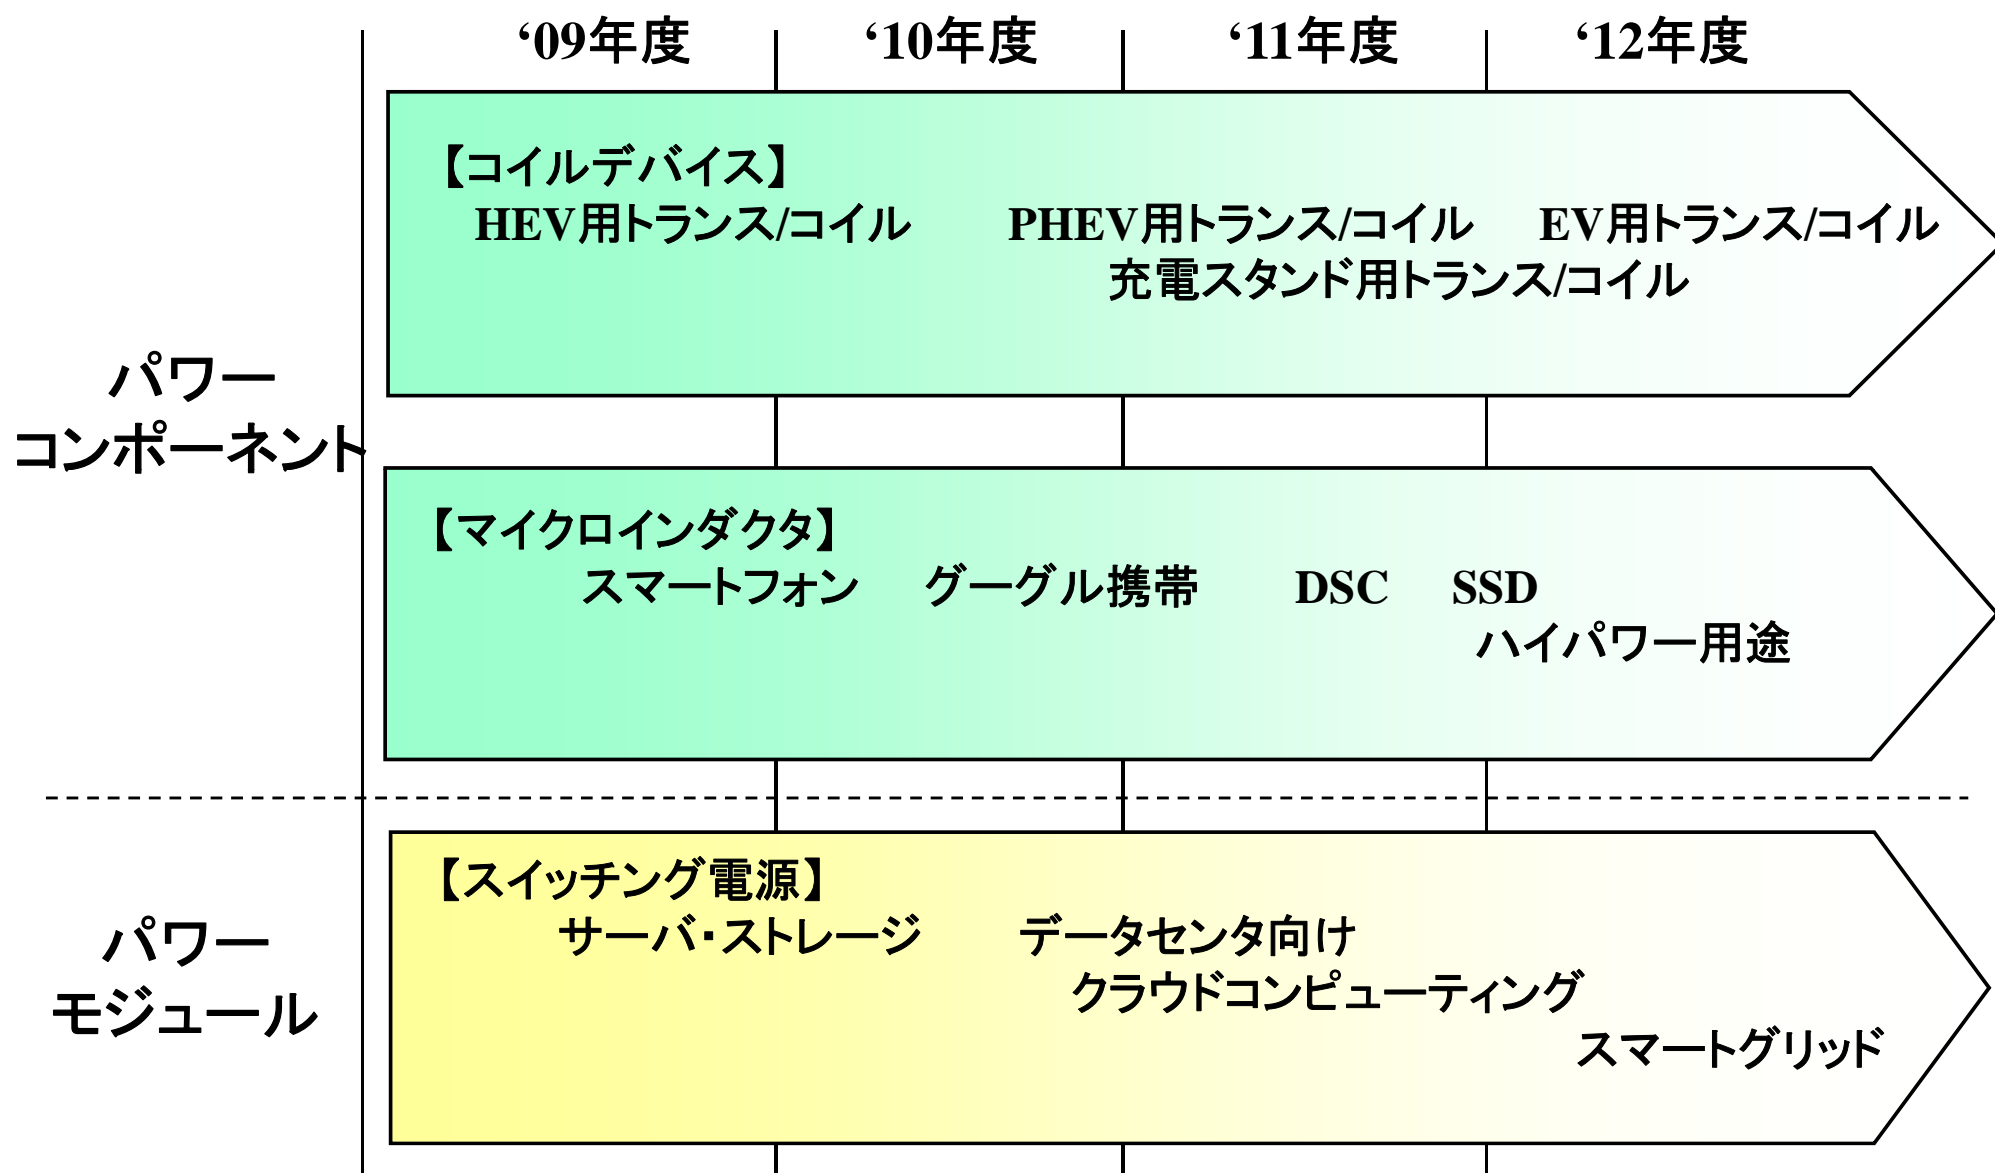 ‘09年度 ‘10年度 ‘11年度 ‘12年度
パワー
コンポーネント
【コイルデバイス】
HEV用トランス/コイル PHEV用トランス/コイル EV用トランス/コイル
充電スタンド用トランス/コイル
【マイクロインダクタ】
スマートフォン グーグル携帯 DSC SSD
ハイパワー用途
パワー
モジュール
【スイッチング電源】
サーバ・ストレージ データセンタ向け
クラウドコンピューティング
スマートグリッド